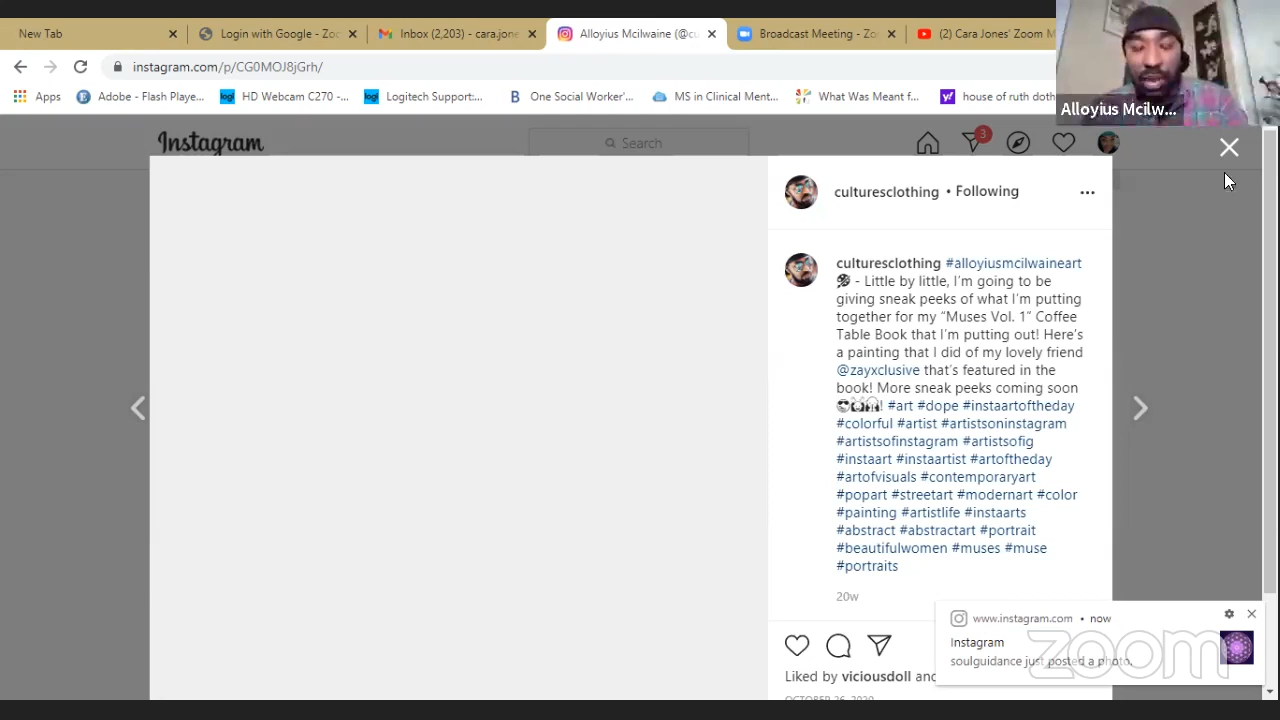 New Tab
Login with Google - Zoo
Inbox (2,203) - cara.jone
Alloyius Mcilwaine (@cu
Broadcast Meeting - Zo
(2) Cara Jones' Zoom M
instagram.com/p/CG0MOJ8jGrh/
Apps
Adobe - Flash Playe...
HD Webcam C270 -...
Logitech Support:...
One Social Worker'...
MS in Clinical Ment...
What Was Meant f...
house of ruth doth
Alloyius Mcilw...
Instagram
Search
3
culturesclothing • Following
culturesclothing #alloyiusmcilwaineart
- Little by little, I'm going to be
giving sneak peeks of what I'm putting
together for my “Muses Vol. 1” Coffee
Table Book that I'm putting out! Here's
a painting that I did of my lovely friend
@zayxclusive that's featured in the
book! More sneak peeks coming soon
! #art #dope #instaartoftheday
#colorful #artist #artistsoninstagram
#artistsofinstagram #artistsofig
#instaart #instaartist #artoftheday
#artofvisuals #contemporaryart
#popart #streetart #modernart #color
#painting #artistlife #instaarts
#abstract #abstractart #portrait
#beautifulwomen #muses #muse
#portraits
20w
Liked by viciousdoll and
OCTOBER 26, 2020
www.instagram.com • now
Instagram
soulguidance just posted a photo.
zoom